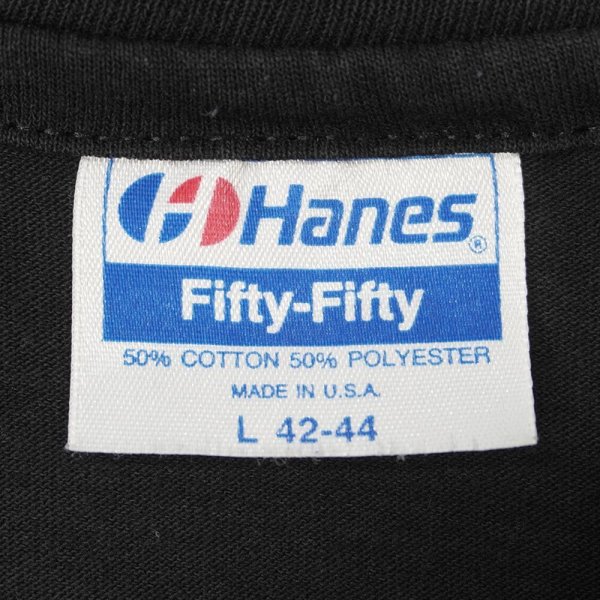 Hanes®
Fifty-Fifty
50% COTTON 50% POLYESTER
MADE IN U.S.A.
L 42-44